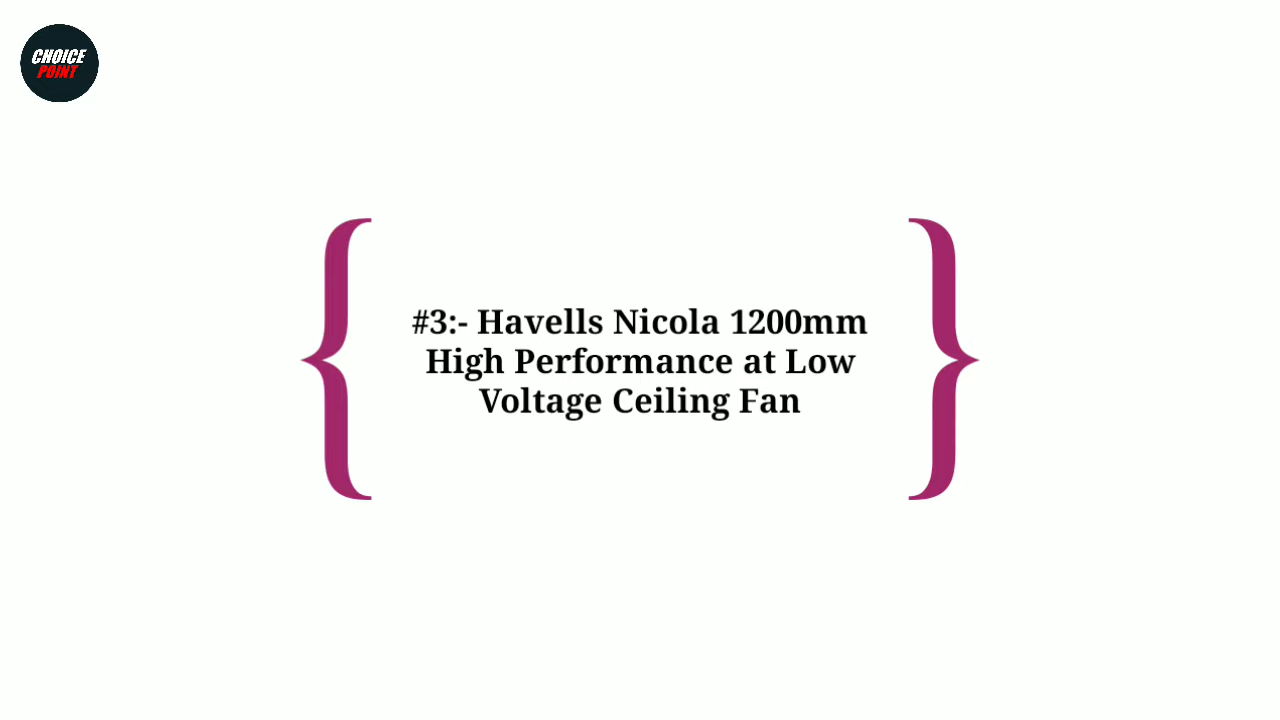 CHOICE
POINT
#3:- Havells Nicola 1200mm
High Performance at Low
Voltage Ceiling Fan